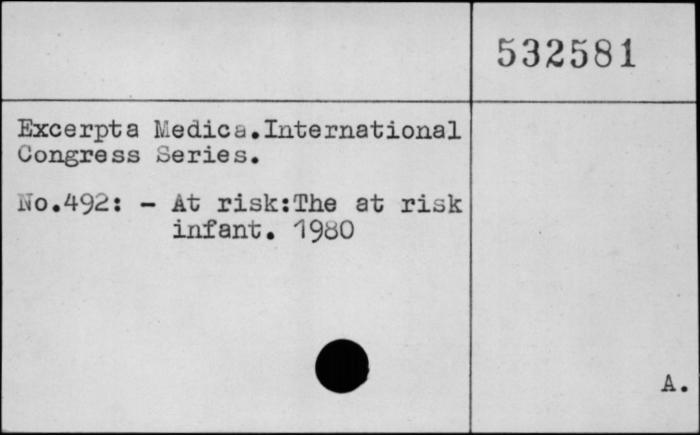 532581
Excerpta Medica.International
Congress Series.
No.492: - At risk:The at risk
infant. 1980
A.